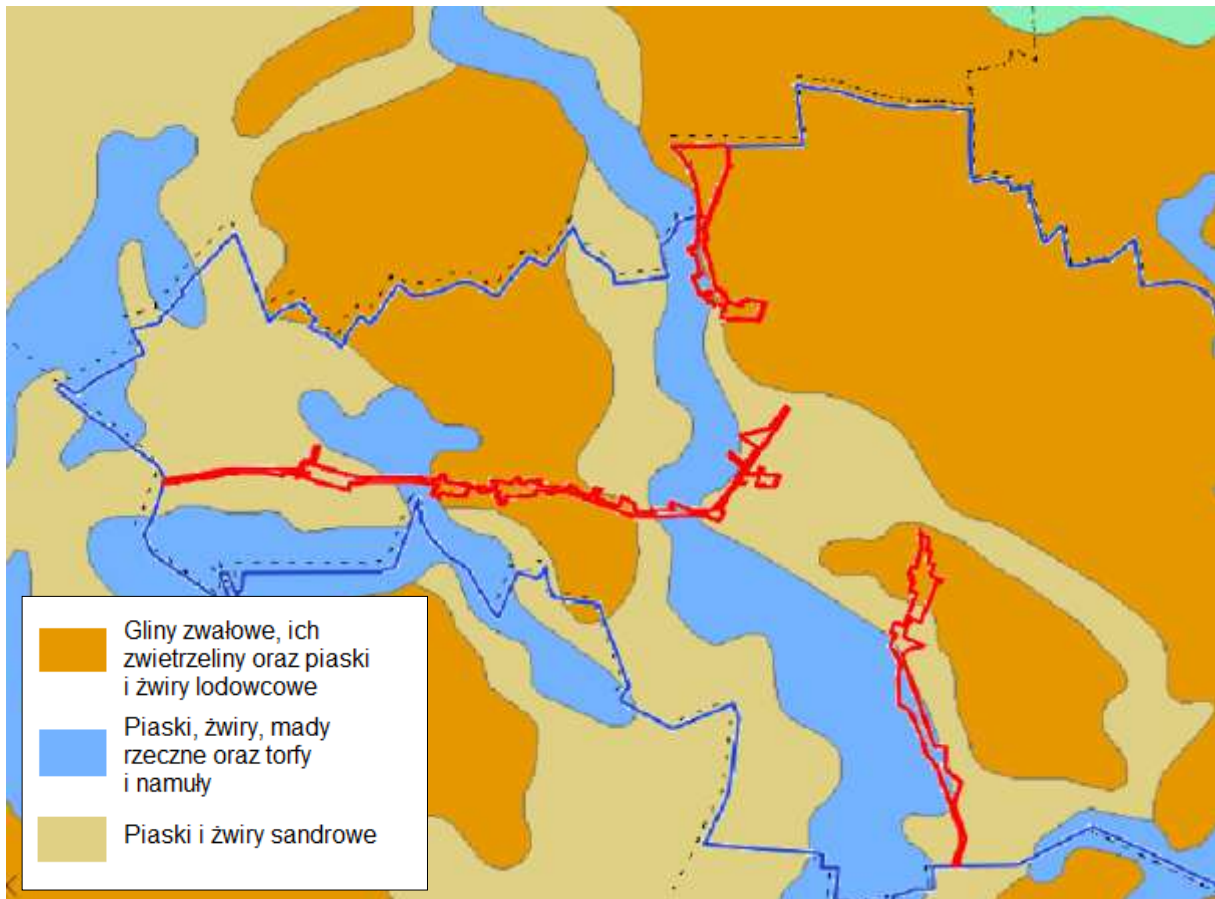 Gliny zwałowe, ich
zwietrzeliny oraz piaski
i żwiry lodowcowe
Piaski, żwiry, mady
rzeczne oraz torfy
i namuły
Piaski i żwiry sandrowe